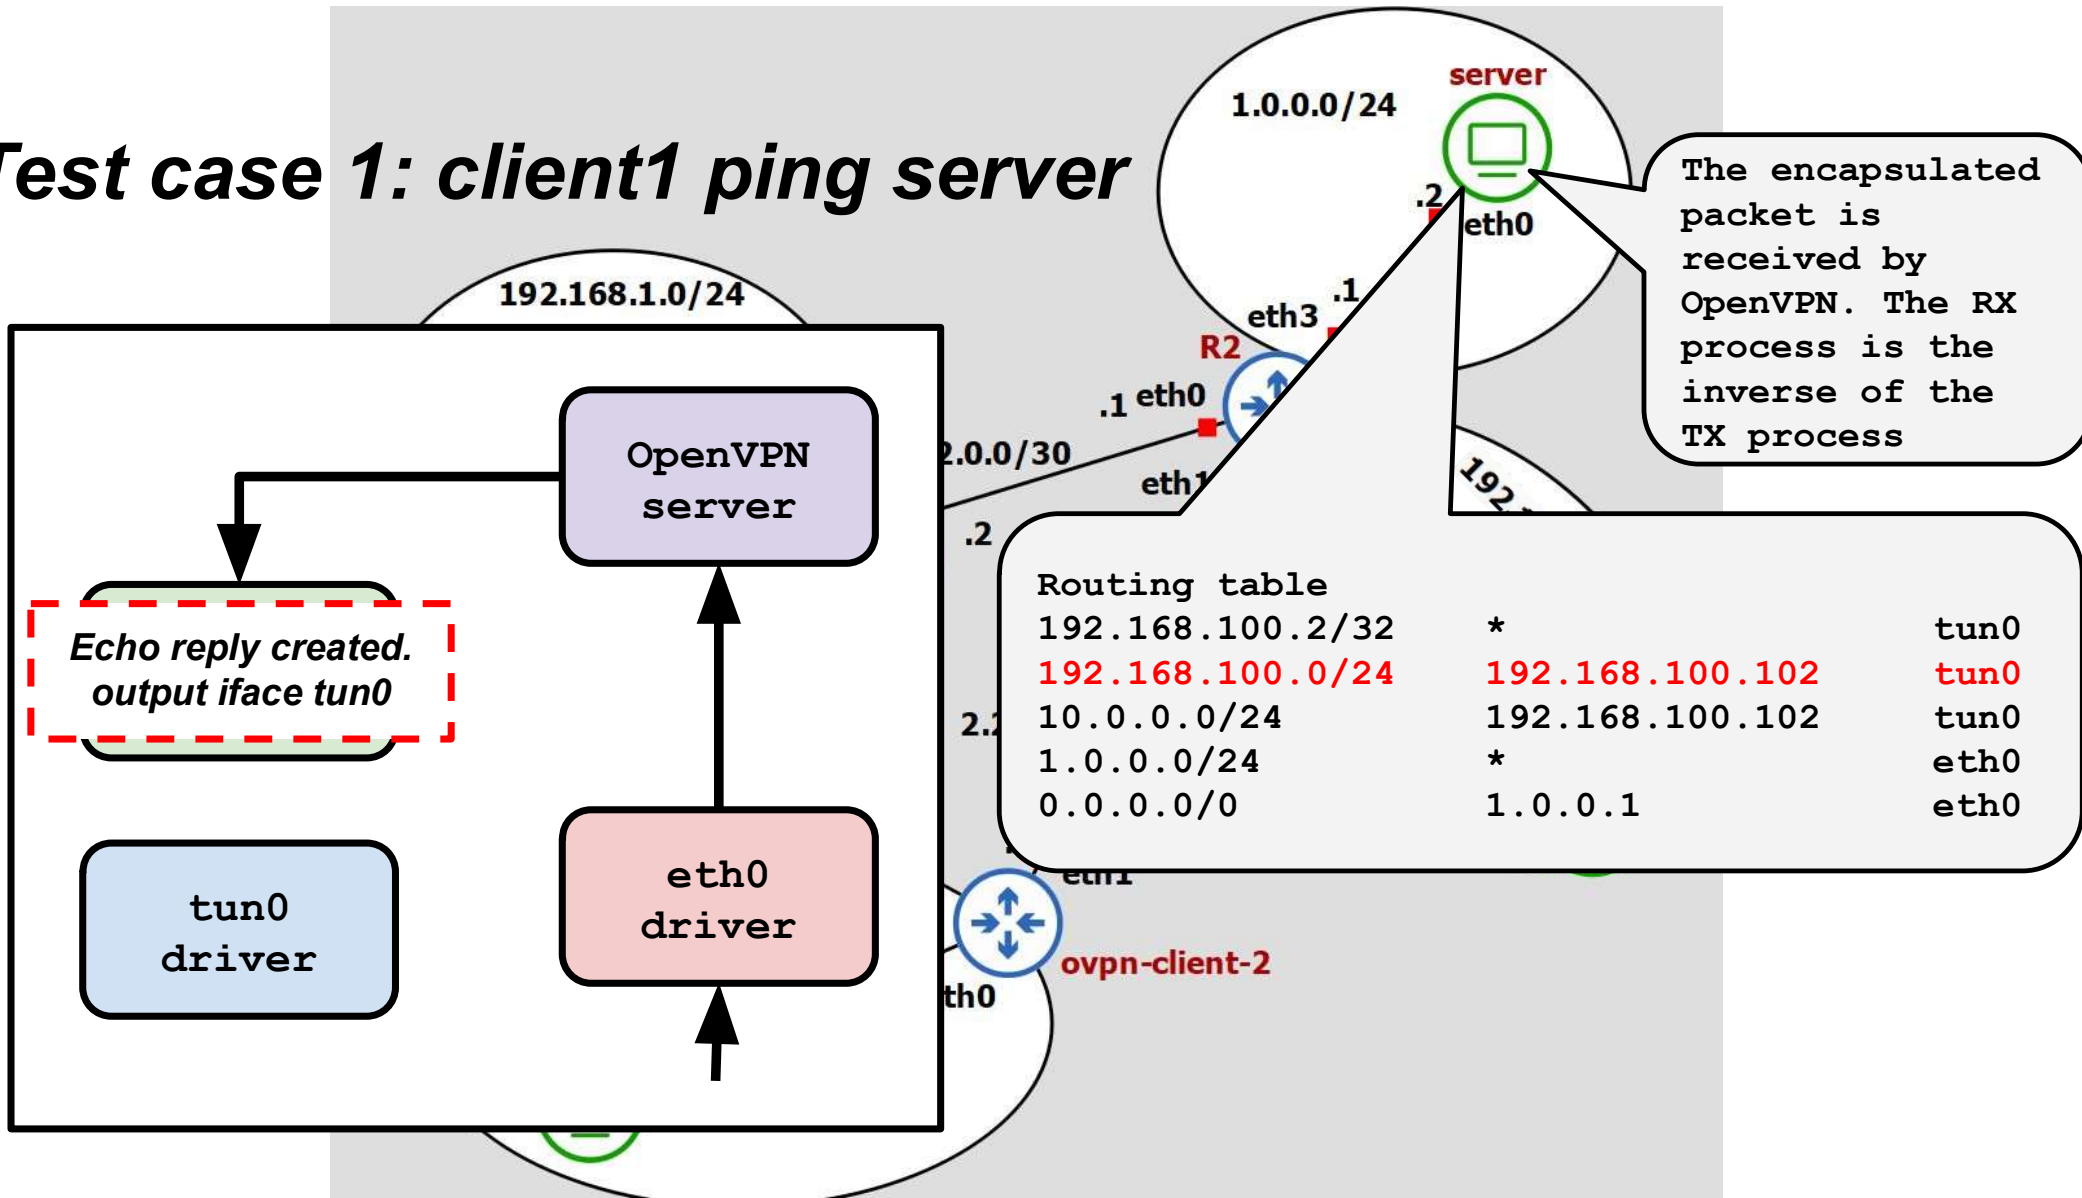 Test case 1: client1 ping server
1.0.0.0/24
server
.2
eth0
.1
eth3
R2
.1 eth0
192.168.1.0/24
2.0.0/30
eth1
.2
The encapsulated
packet is
received by
OpenVPN. The RX
process is the
inverse of the
TX process
OpenVPN
server
Echo reply created.
output iface tun0
tun0
driver
eth0
driver
Routing table
192.168.100.2/32 * tun0
192.168.100.0/24 192.168.100.102 tun0
10.0.0.0/24 192.168.100.102 tun0
1.0.0.0/24 * eth0
0.0.0.0/0 1.0.0.1 eth0
192.
2.2
eth1
ovpn-client-2
th0